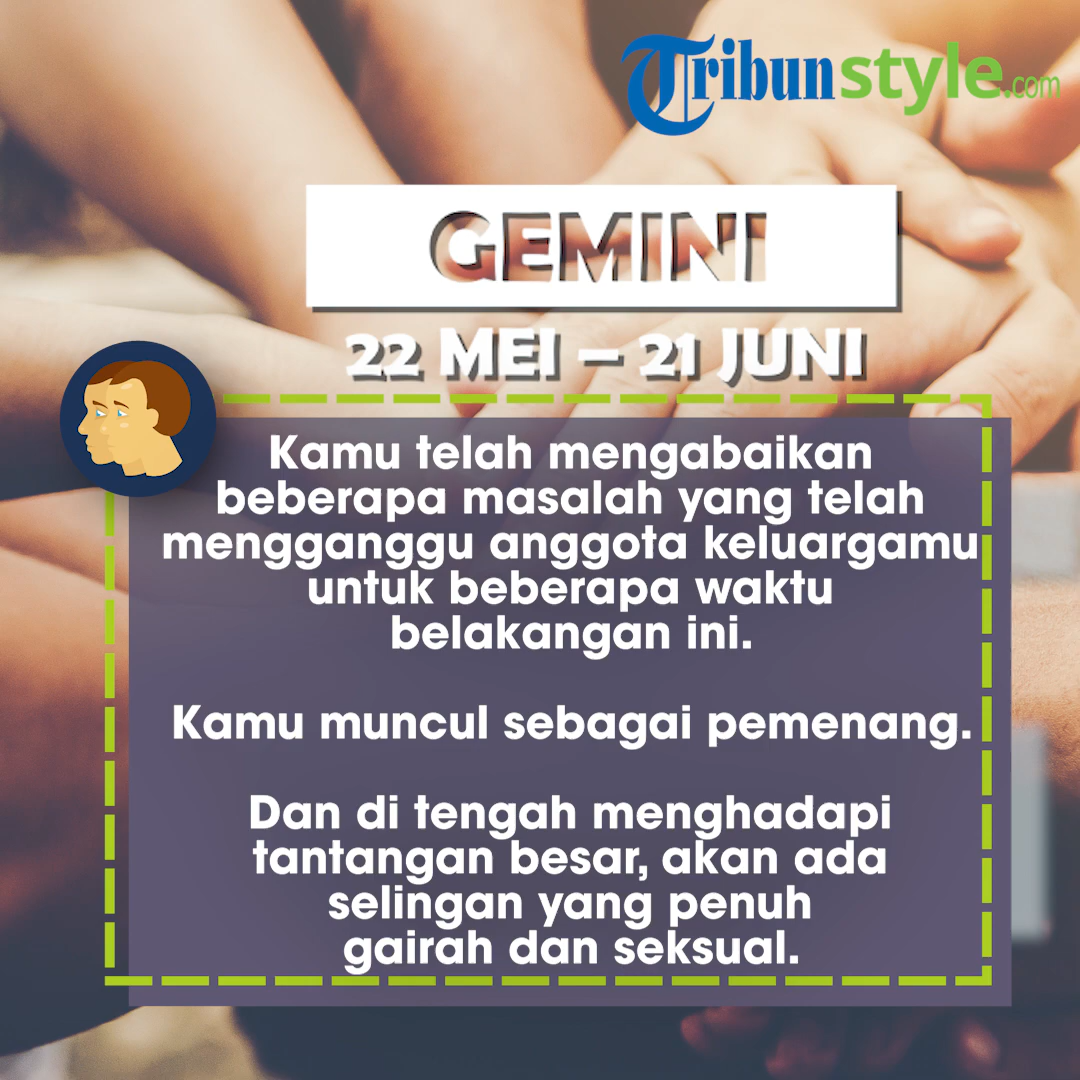 Tribunstyle.com
GEMINI
22 MEI – 21 JUNI
Kamu telah mengabaikan
beberapa masalah yang telah
mengganggu anggota keluargamu
untuk beberapa waktu
belakangan ini.
Kamu muncul sebagai pemenang.
Dan di tengah menghadapi
tantangan besar, akan ada
selingan yang penuh
gairah dan seksual.